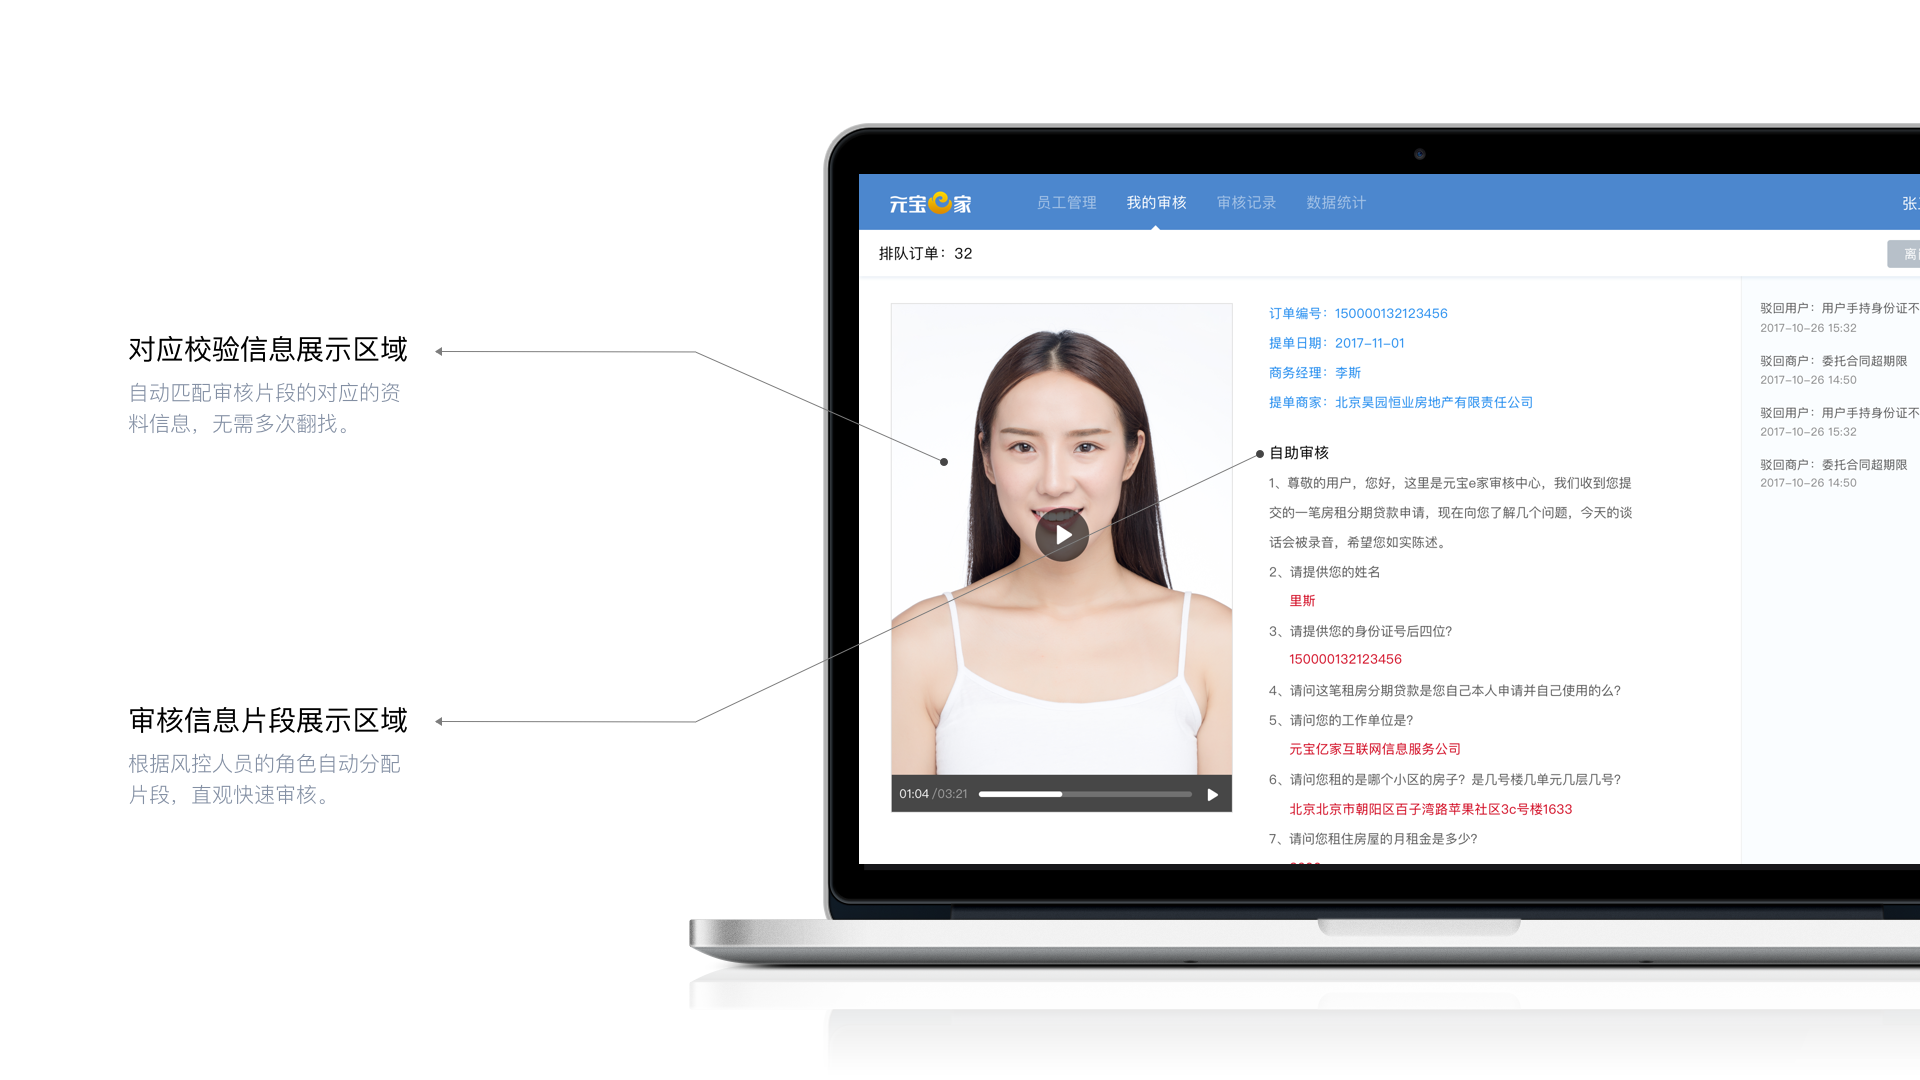 对应校验信息展示区域
自动匹配审核片段的对应的资
料信息，无需多次翻找。
审核信息片段展示区域
根据风控人员的角色自动分配
片段，直观快速审核。
元宝e家
员工管理
我的审核
审核记录
数据统计
排队订单：32
01:04 /03:21
订单编号：150000132123456
提单日期：2017-11-01
商务经理：李斯
提单商家：北京昊园恒业房地产有限责任公司
自助审核
1、尊敬的用户，您好，这里是元宝e家审核中心，我们收到您提
交的一笔房租分期贷款申请，现在向您了解几个问题，今天的谈
话会被录音，希望您如实陈述。
2、请提供您的姓名
里斯
3、请提供您的身份证号后四位?
150000132123456
4、请问这笔租房分期贷款是您自己本人申请并自己使用的么?
5、请问您的工作单位是?
元宝亿家互联网信息服务公司
6、请问您租的是哪个小区的房子？是几号楼几单元几层几号?
北京北京市朝阳区百子湾路苹果社区3c号楼1633
7、请问您租住房屋的月租金是多少?
张
离
驳回用户：用户手持身份证不
2017-10-26 15:32
驳回商户：委托合同超期限
2017-10-26 14:50
驳回用户：用户手持身份证不
2017-10-26 15:32
驳回商户：委托合同超期限
2017-10-26 14:50